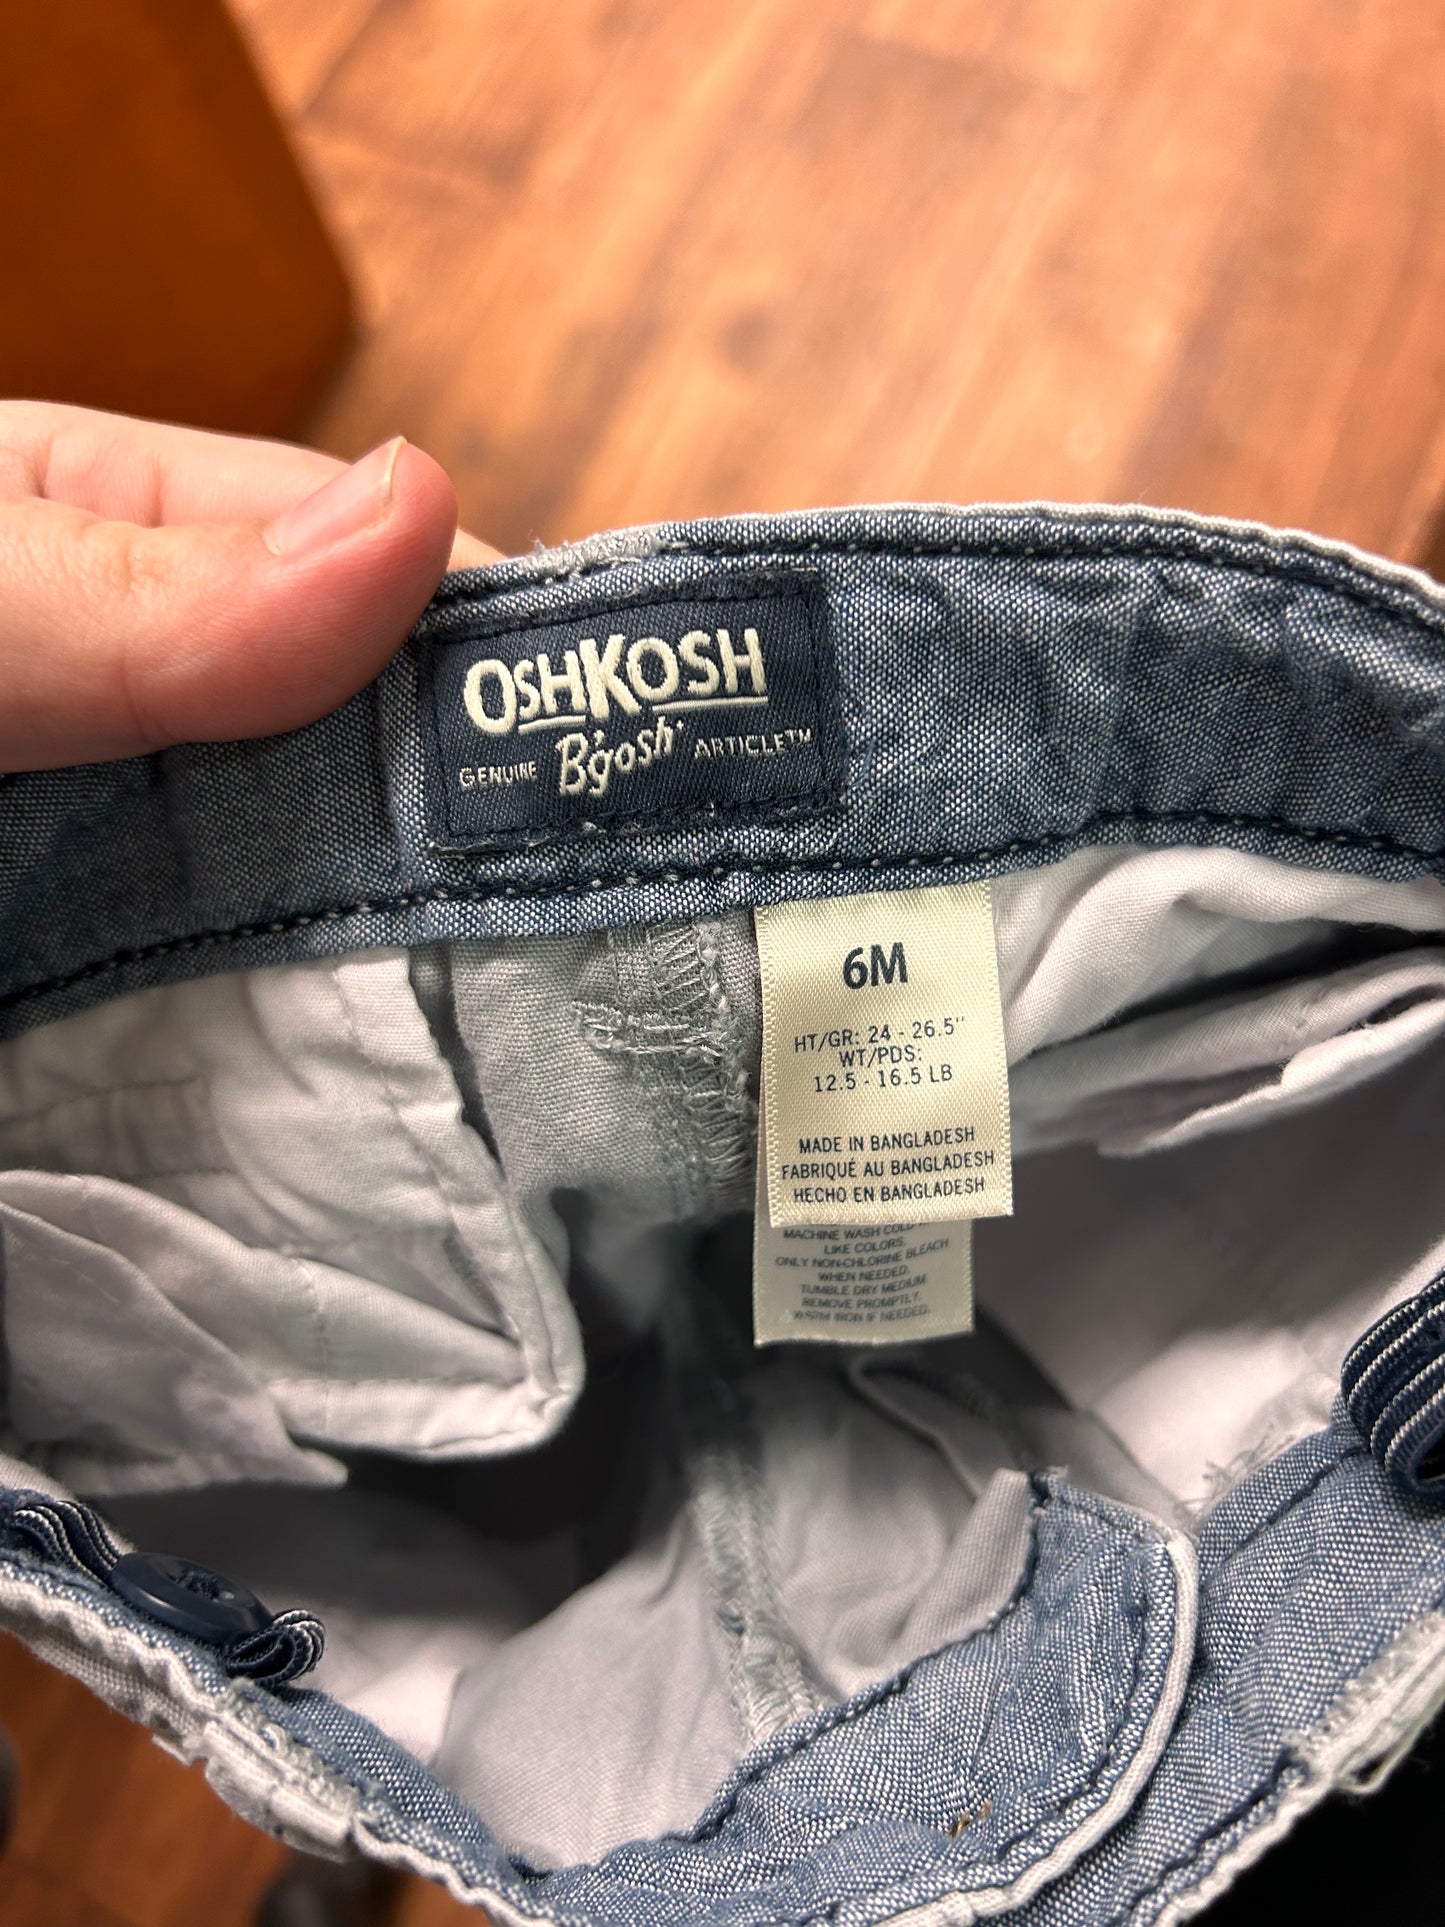 OSHKOSH
GENUINE B'gosh ARTICLE™
6M
HT/GR: 24 - 26.5"
WT/PDS:
12.5 - 16.5 LB
MADE IN BANGLADESH
FABRIQUÉ AU BANGLADESH
HECHO EN BANGLADESH
MACHINE WASH COLD
LIKE COLORS.
ONLY NON-CHLORINE BLEACH
WHEN NEEDED.
TUMBLE DRY MEDIUM
REMOVE PROMPTLY.
WARM IRON IF NEEDED.